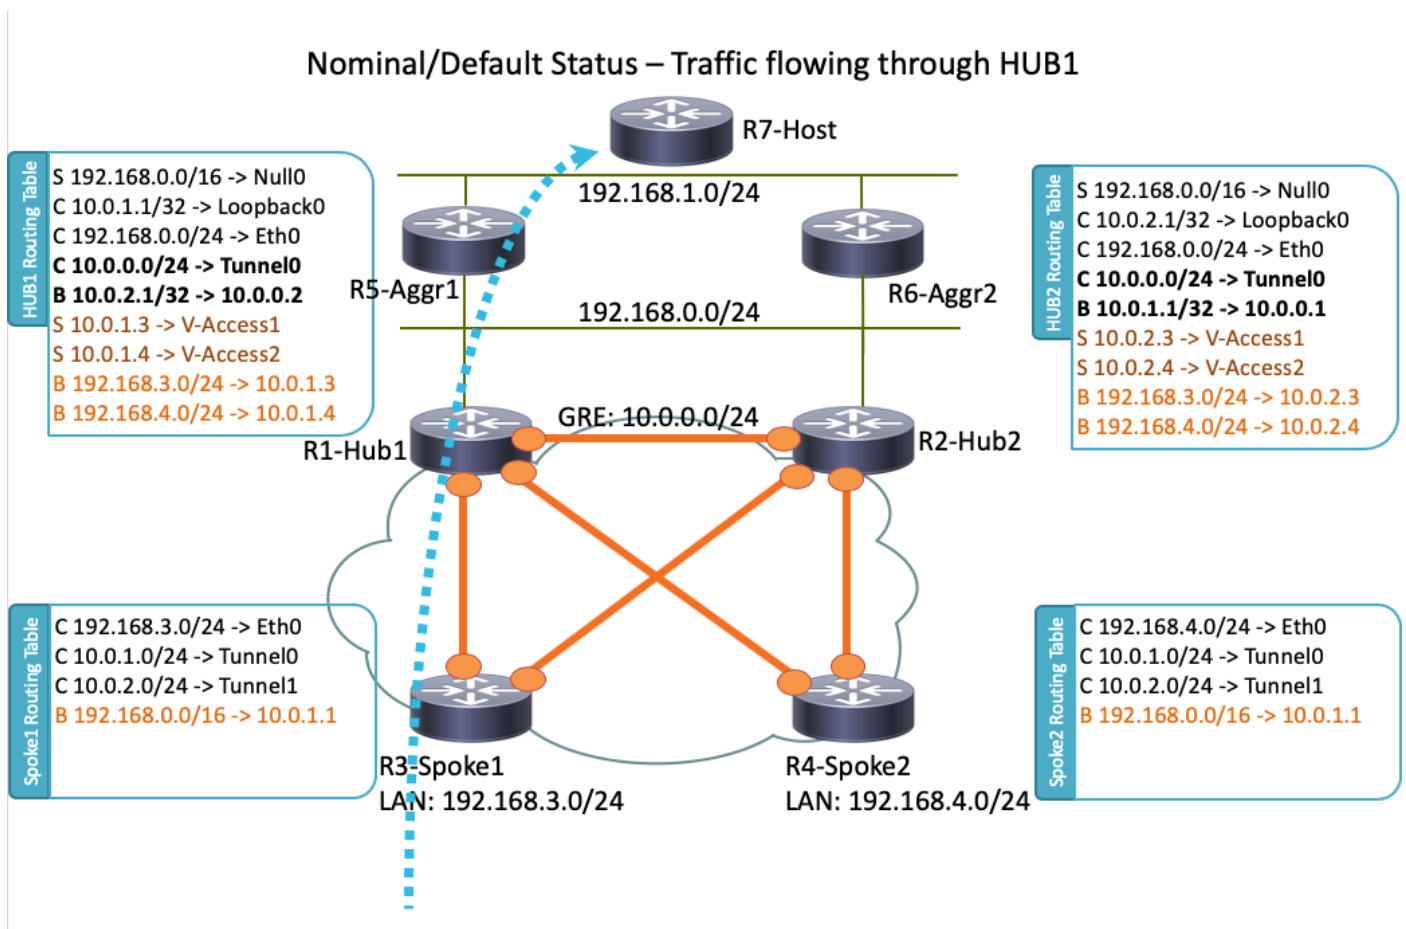 Nominal/Default Status – Traffic flowing through HUB1
R7-Host
192.168.1.0/24
HUB1 Routing Table
S 192.168.0.0/16 -> Null0
C 10.0.1.1/32 -> Loopback0
C 192.168.0.0/24 -> Eth0
C 10.0.0.0/24 -> Tunnel0
B 10.0.2.1/32 -> 10.0.0.2
S 10.0.1.3 -> V-Access1
S 10.0.1.4 -> V-Access2
B 192.168.3.0/24 -> 10.0.1.3
B 192.168.4.0/24 -> 10.0.1.4
HUB2 Routing Table
S 192.168.0.0/16 -> Null0
C 10.0.2.1/32 -> Loopback0
C 192.168.0.0/24 -> Eth0
C 10.0.0.0/24 -> Tunnel0
B 10.0.1.1/32 -> 10.0.0.1
S 10.0.2.3 -> V-Access1
S 10.0.2.4 -> V-Access2
B 192.168.3.0/24 -> 10.0.2.3
B 192.168.4.0/24 -> 10.0.2.4
R5-Aggr1
R6-Aggr2
192.168.0.0/24
GRE: 10.0.0.0/24
R1-Hub1
R2-Hub2
Spoke1 Routing Table
C 192.168.3.0/24 -> Eth0
C 10.0.1.0/24 -> Tunnel0
C 10.0.2.0/24 -> Tunnel1
B 192.168.0.0/16 -> 10.0.1.1
Spoke2 Routing Table
C 192.168.4.0/24 -> Eth0
C 10.0.1.0/24 -> Tunnel0
C 10.0.2.0/24 -> Tunnel1
B 192.168.0.0/16 -> 10.0.1.1
R3-Spoke1
LAN: 192.168.3.0/24
R4-Spoke2
LAN: 192.168.4.0/24